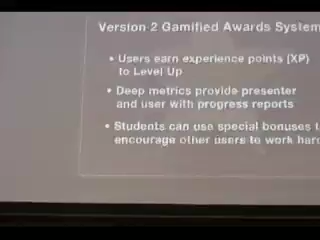 Version 2 Gamified Awards System
• Users earn experience points (XP)
to Level Up
• Deep metrics provide presenter
and user with progress reports
• Students can use special bonuses t
encourage other users to work hard